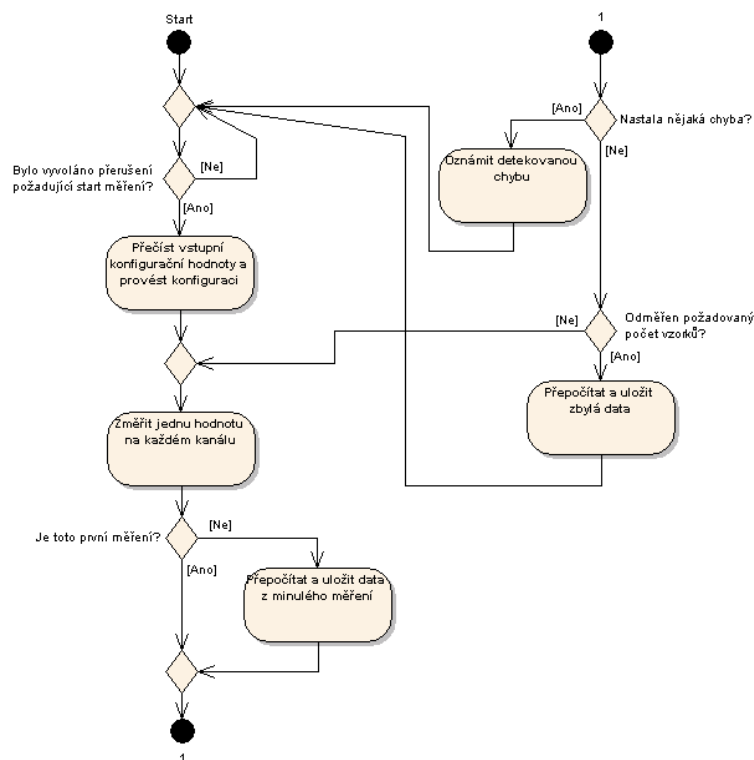 Start
Bylo vyvoláno přerušení
požadující start měření?
[Ne]
[Ano]
Přečíst vstupní
konfigurační hodnoty a
provést konfiguraci
Změřit jednu hodnotu
na každém kanálu
Je toto první měření?
[Ne]
[Ano]
Přepočítat a uložit data
z minulého měření
1
1
[Ano]
Nastala nějaká chyba?
[Ne]
Oznámit detekovanou
chybu
[Ne]
Odměřen požadovaný
počet vzorků?
[Ano]
Přepočítat a uložit
zbylá data